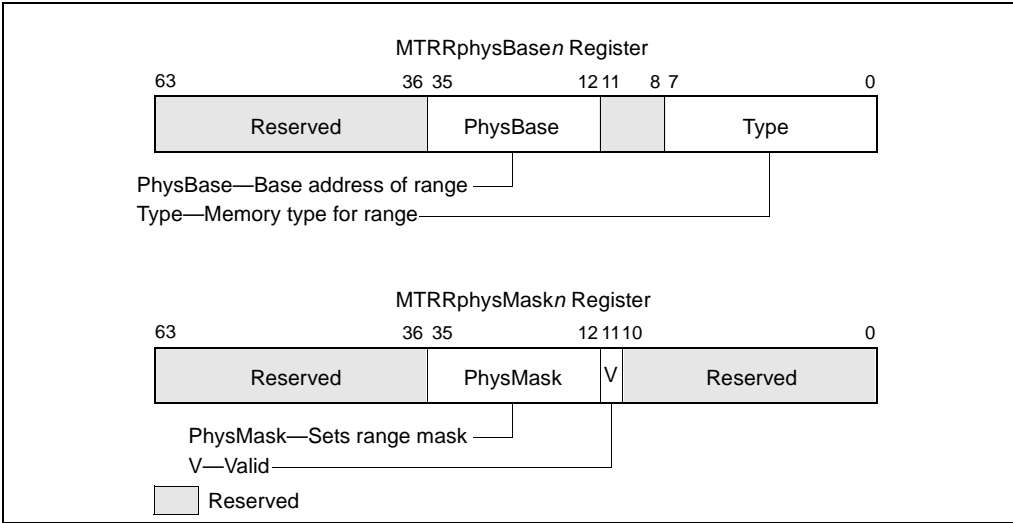 MTRRphysBasen Register
63 36 35 12 11 8 7 0
Reserved PhysBase Type
PhysBase—Base address of range
Type—Memory type for range
MTRRphysMaskn Register
63 36 35 12 11 10 0
Reserved PhysMask V Reserved
PhysMask—Sets range mask
V—Valid
Reserved